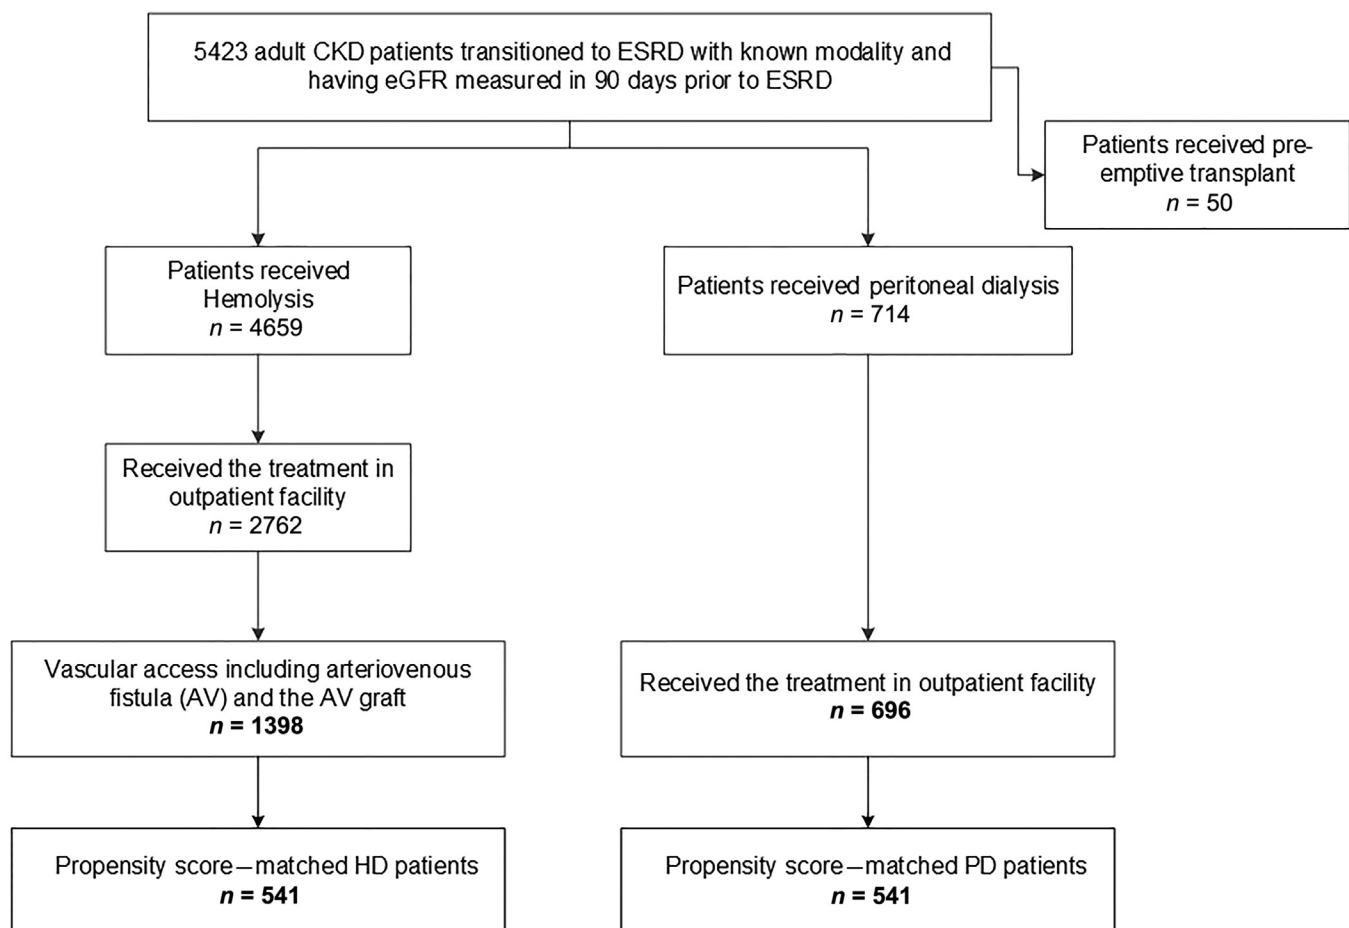 5423 adult CKD patients transitioned to ESRD with known modality and
having eGFR measured in 90 days prior to ESRD
Patients received pre-
emptive transplant
n = 50
Patients received
Hemolysis
n = 4659
Patients received peritoneal dialysis
n = 714
Received the treatment in
outpatient facility
n = 2762
Vascular access including arteriovenous
fistula (AV) and the AV graft
n = 1398
Received the treatment in outpatient facility
n = 696
Propensity score–matched HD patients
n = 541
Propensity score–matched PD patients
n = 541